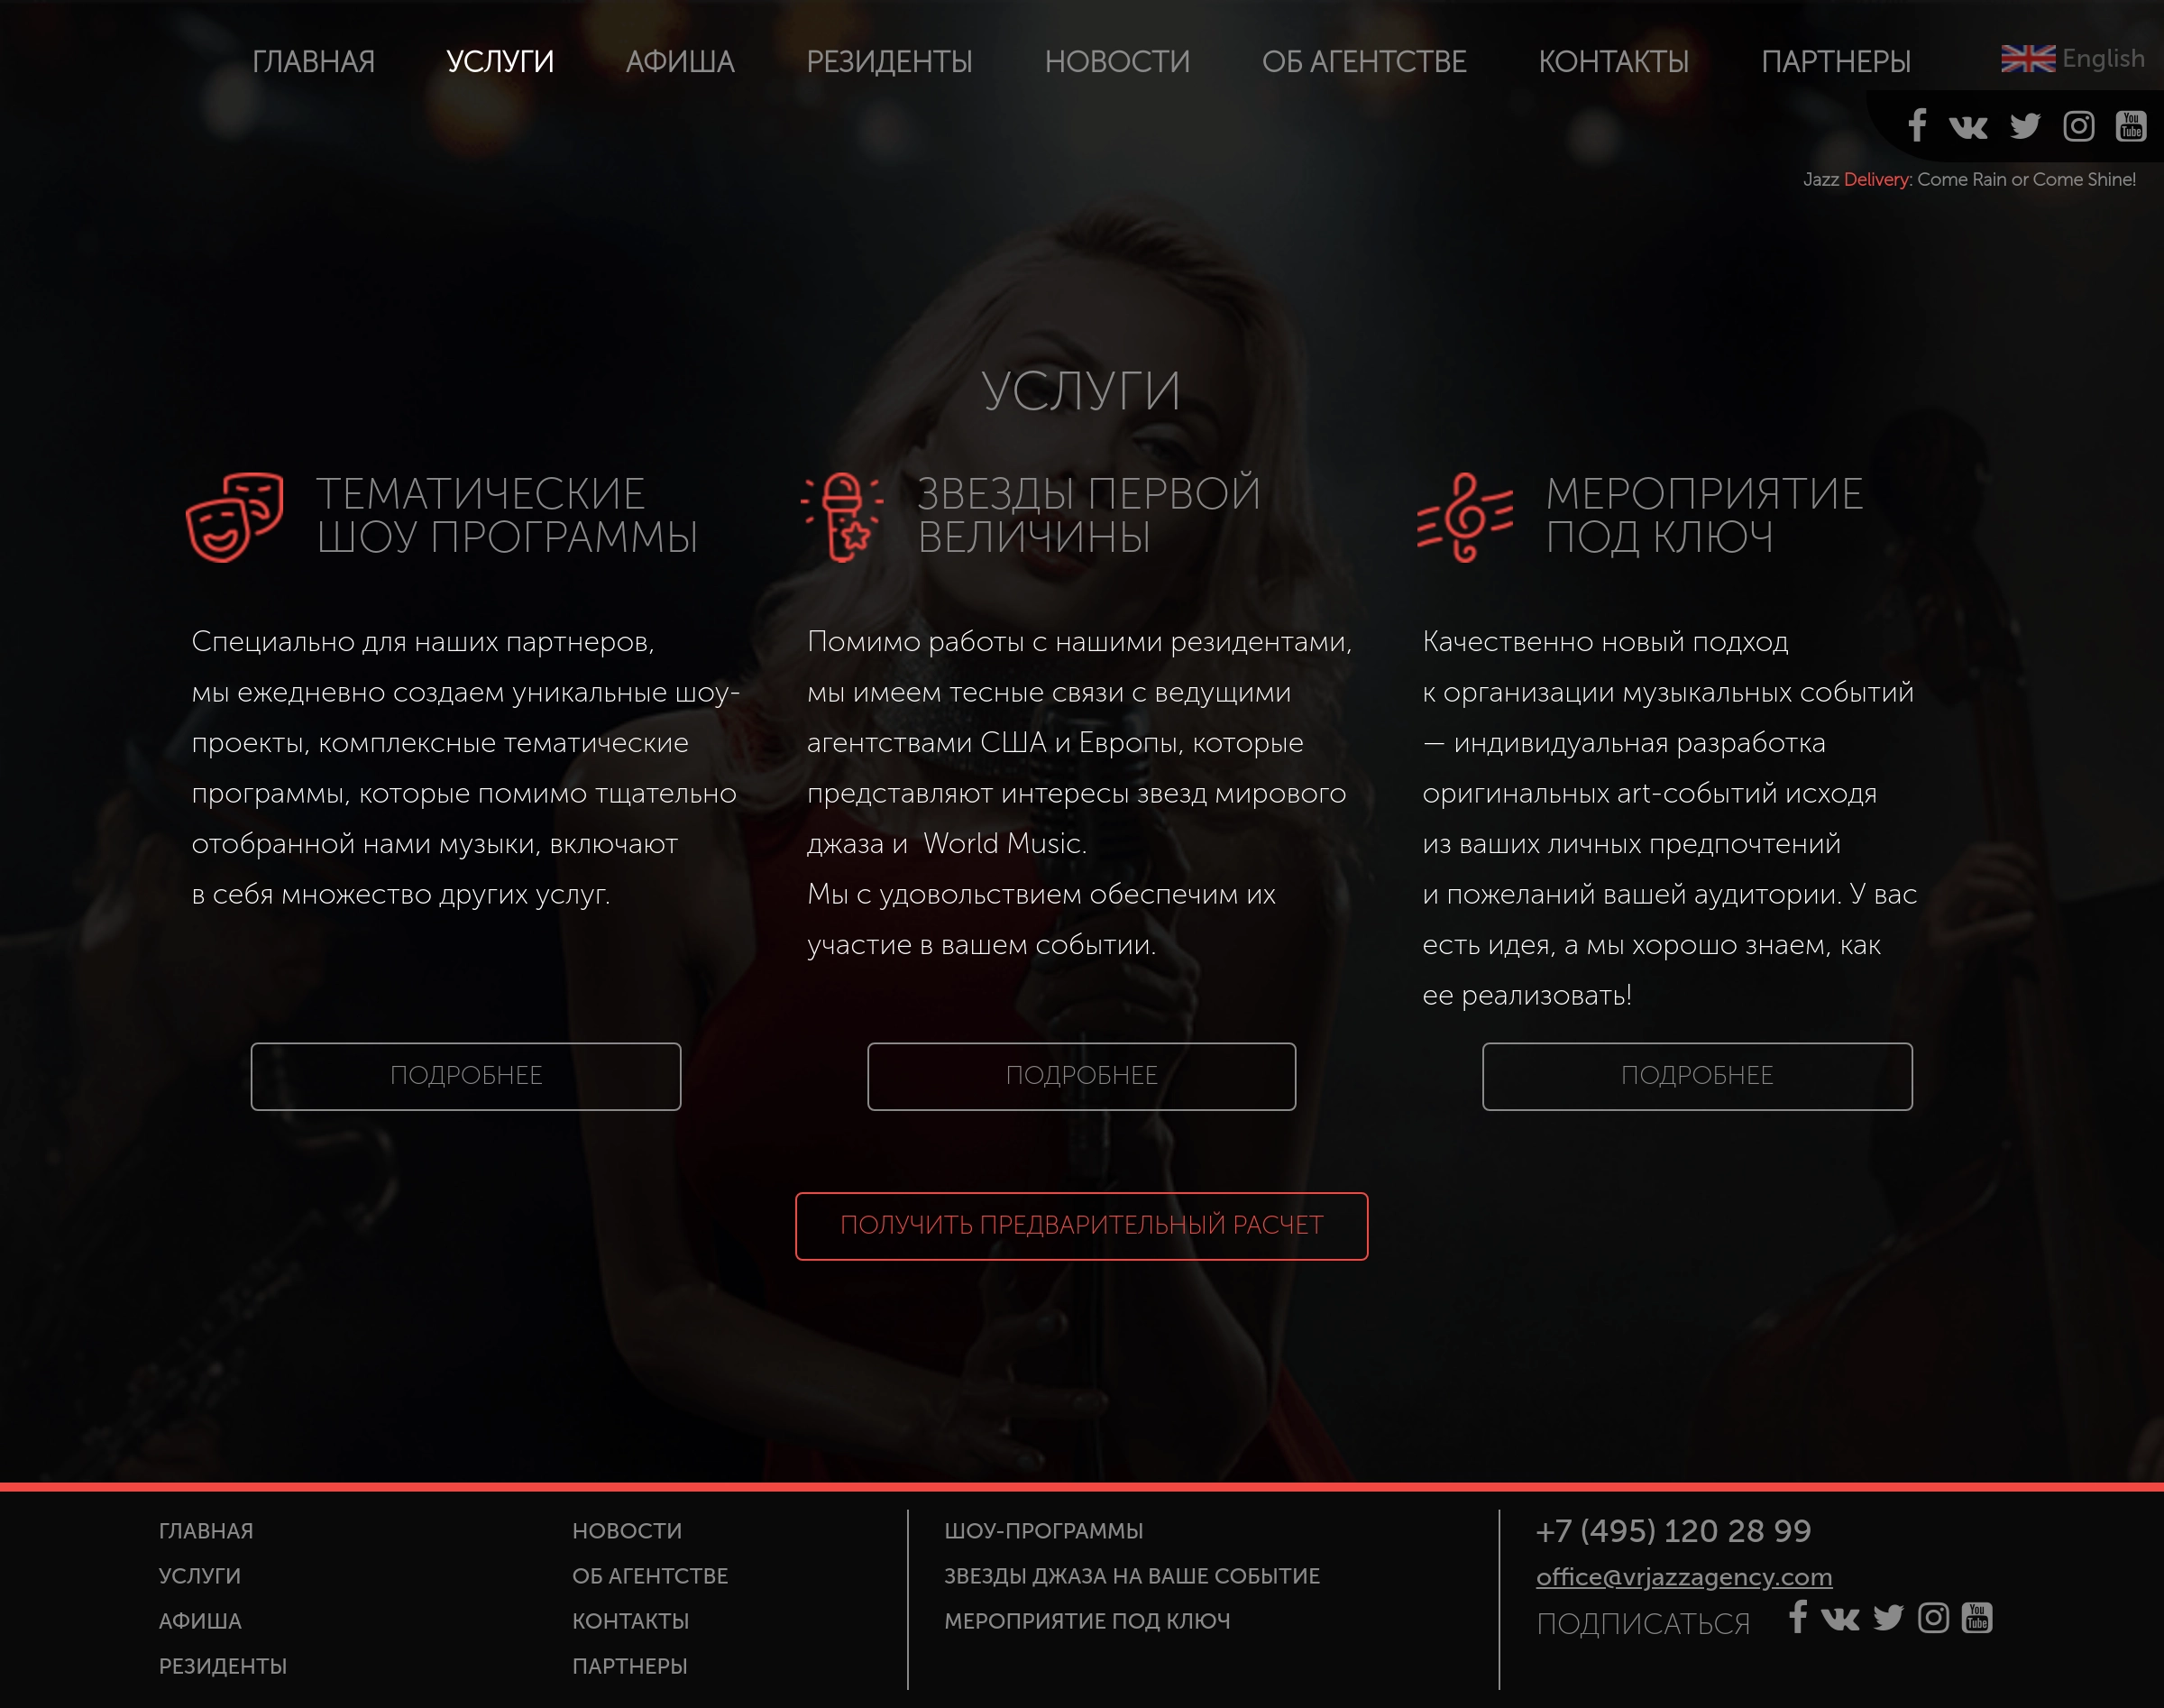 ГЛАВНАЯ УСЛУГИ АФИША РЕЗИДЕНТЫ НОВОСТИ ОБ АГЕНТСТВЕ КОНТАКТЫ ПАРТНЕРЫ English
You Tube
Jazz Delivery: Come Rain or Come Shine!
УСЛУГИ
ТЕМАТИЧЕСКИЕ
ШОУ ПРОГРАММЫ
Специально для наших партнеров,
мы ежедневно создаем уникальные шоу-
проекты, комплексные тематические
программы, которые помимо тщательно
отобранной нами музыки, включают
в себя множество других услуг.
ПОДРОБНЕЕ
ЗВЕЗДЫ ПЕРВОЙ
ВЕЛИЧИНЫ
Помимо работы с нашими резидентами,
мы имеем тесные связи с ведущими
агентствами США и Европы, которые
представляют интересы звезд мирового
джаза и World Music.
Мы с удовольствием обеспечим их
участие в вашем событии.
ПОДРОБНЕЕ
МЕРОПРИЯТИЕ
ПОД КЛЮЧ
Качественно новый подход
к организации музыкальных событий
— индивидуальная разработка
оригинальных art-событий исходя
из ваших личных предпочтений
и пожеланий вашей аудитории. У вас
есть идея, а мы хорошо знаем, как
ее реализовать!
ПОДРОБНЕЕ
ПОЛУЧИТЬ ПРЕДВАРИТЕЛЬНЫЙ РАСЧЕТ
ГЛАВНАЯ
УСЛУГИ
АФИША
РЕЗИДЕНТЫ
НОВОСТИ
ОБ АГЕНТСТВЕ
КОНТАКТЫ
ПАРТНЕРЫ
ШОУ-ПРОГРАММЫ
ЗВЕЗДЫ ДЖАЗА НА ВАШЕ СОБЫТИЕ
МЕРОПРИЯТИЕ ПОД КЛЮЧ
+7 (495) 120 28 99
office@vrjazzagency.com
ПОДПИСАТЬСЯ
You Tube